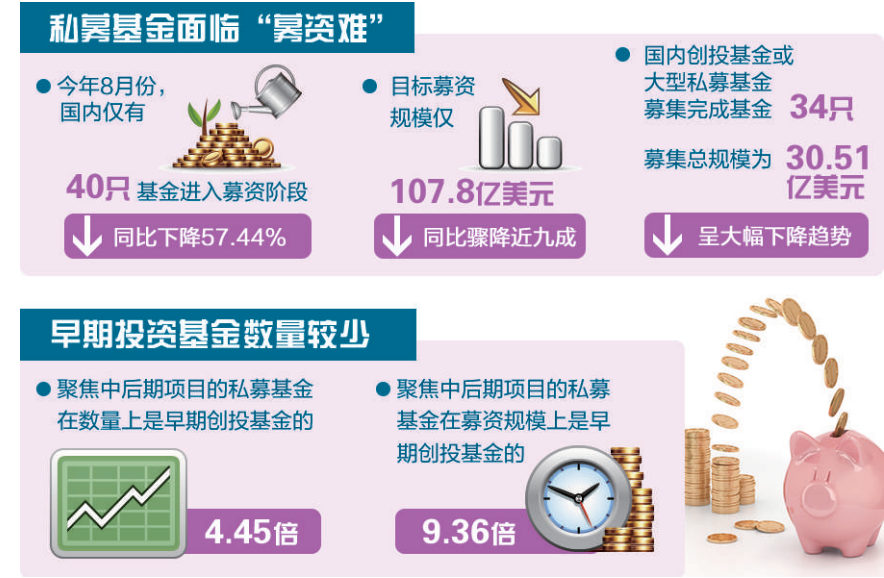 私募基金面临“募资难”
●今年8月份，
国内仅有
40只 基金进入募资阶段
同比下降57.44%
●目标募资
规模仅
107.8亿美元
同比骤降近九成
●国内创投基金或
大型私募基金
募集完成基金 34只
募集总规模为 30.51
亿美元
呈大幅下降趋势
早期投资基金数量较少
●聚焦中后期项目的私募基金
在数量上是早期创投基金的
4.45倍
●聚焦中后期项目的私募
基金在募资规模上是早
期创投基金的
9.36倍